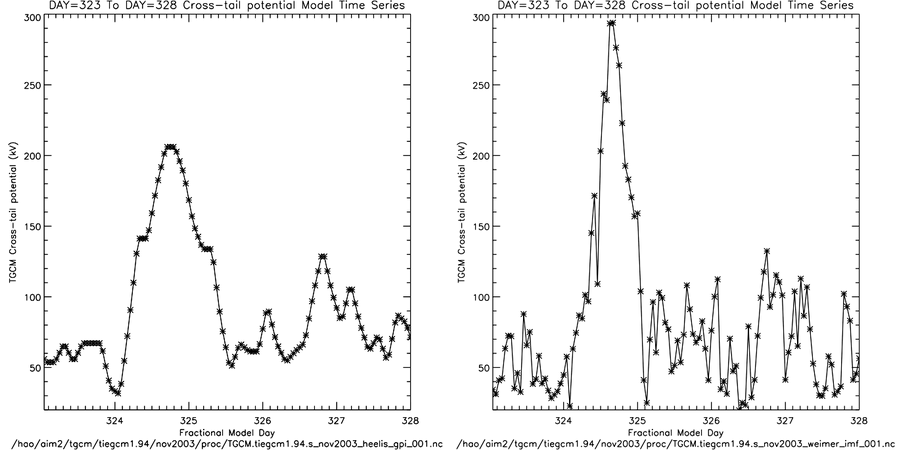 DAY=323 To DAY=328 Cross-tail potential Model Time Series
300
250
200
150
100
50
TGCM Cross-tail potential (kV)
324
325
326
327
328
Fractional Model Day
/hao/aim2/tgcm/tiegcm1.94/nov2003/proc/TGCM.tiegcm1.94.s_nov2003_heelis_gpi_001.nc
DAY=323 To DAY=328 Cross-tail potential Model Time Series
300
250
200
150
100
50
TGCM Cross-tail potential (kV)
324
325
326
327
328
Fractional Model Day
/hao/aim2/tgcm/tiegcm1.94/nov2003/proc/TGCM.tiegcm1.94.s_nov2003_weimer_imf_001.nc